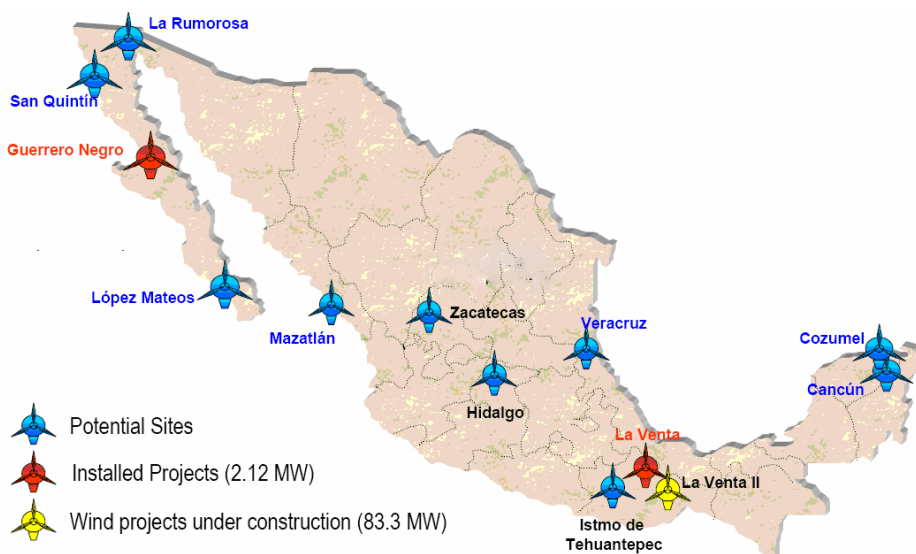 La Rumorosa
San Quintín
Guerrero Negro
López Mateos
Mazatlán
Zacatecas
Veracruz
Cozumel
Cancún
Hidalgo
La Venta
La Venta II
Istmo de
Tehuantepec
Potential Sites
Installed Projects (2.12 MW)
Wind projects under construction (83.3 MW)